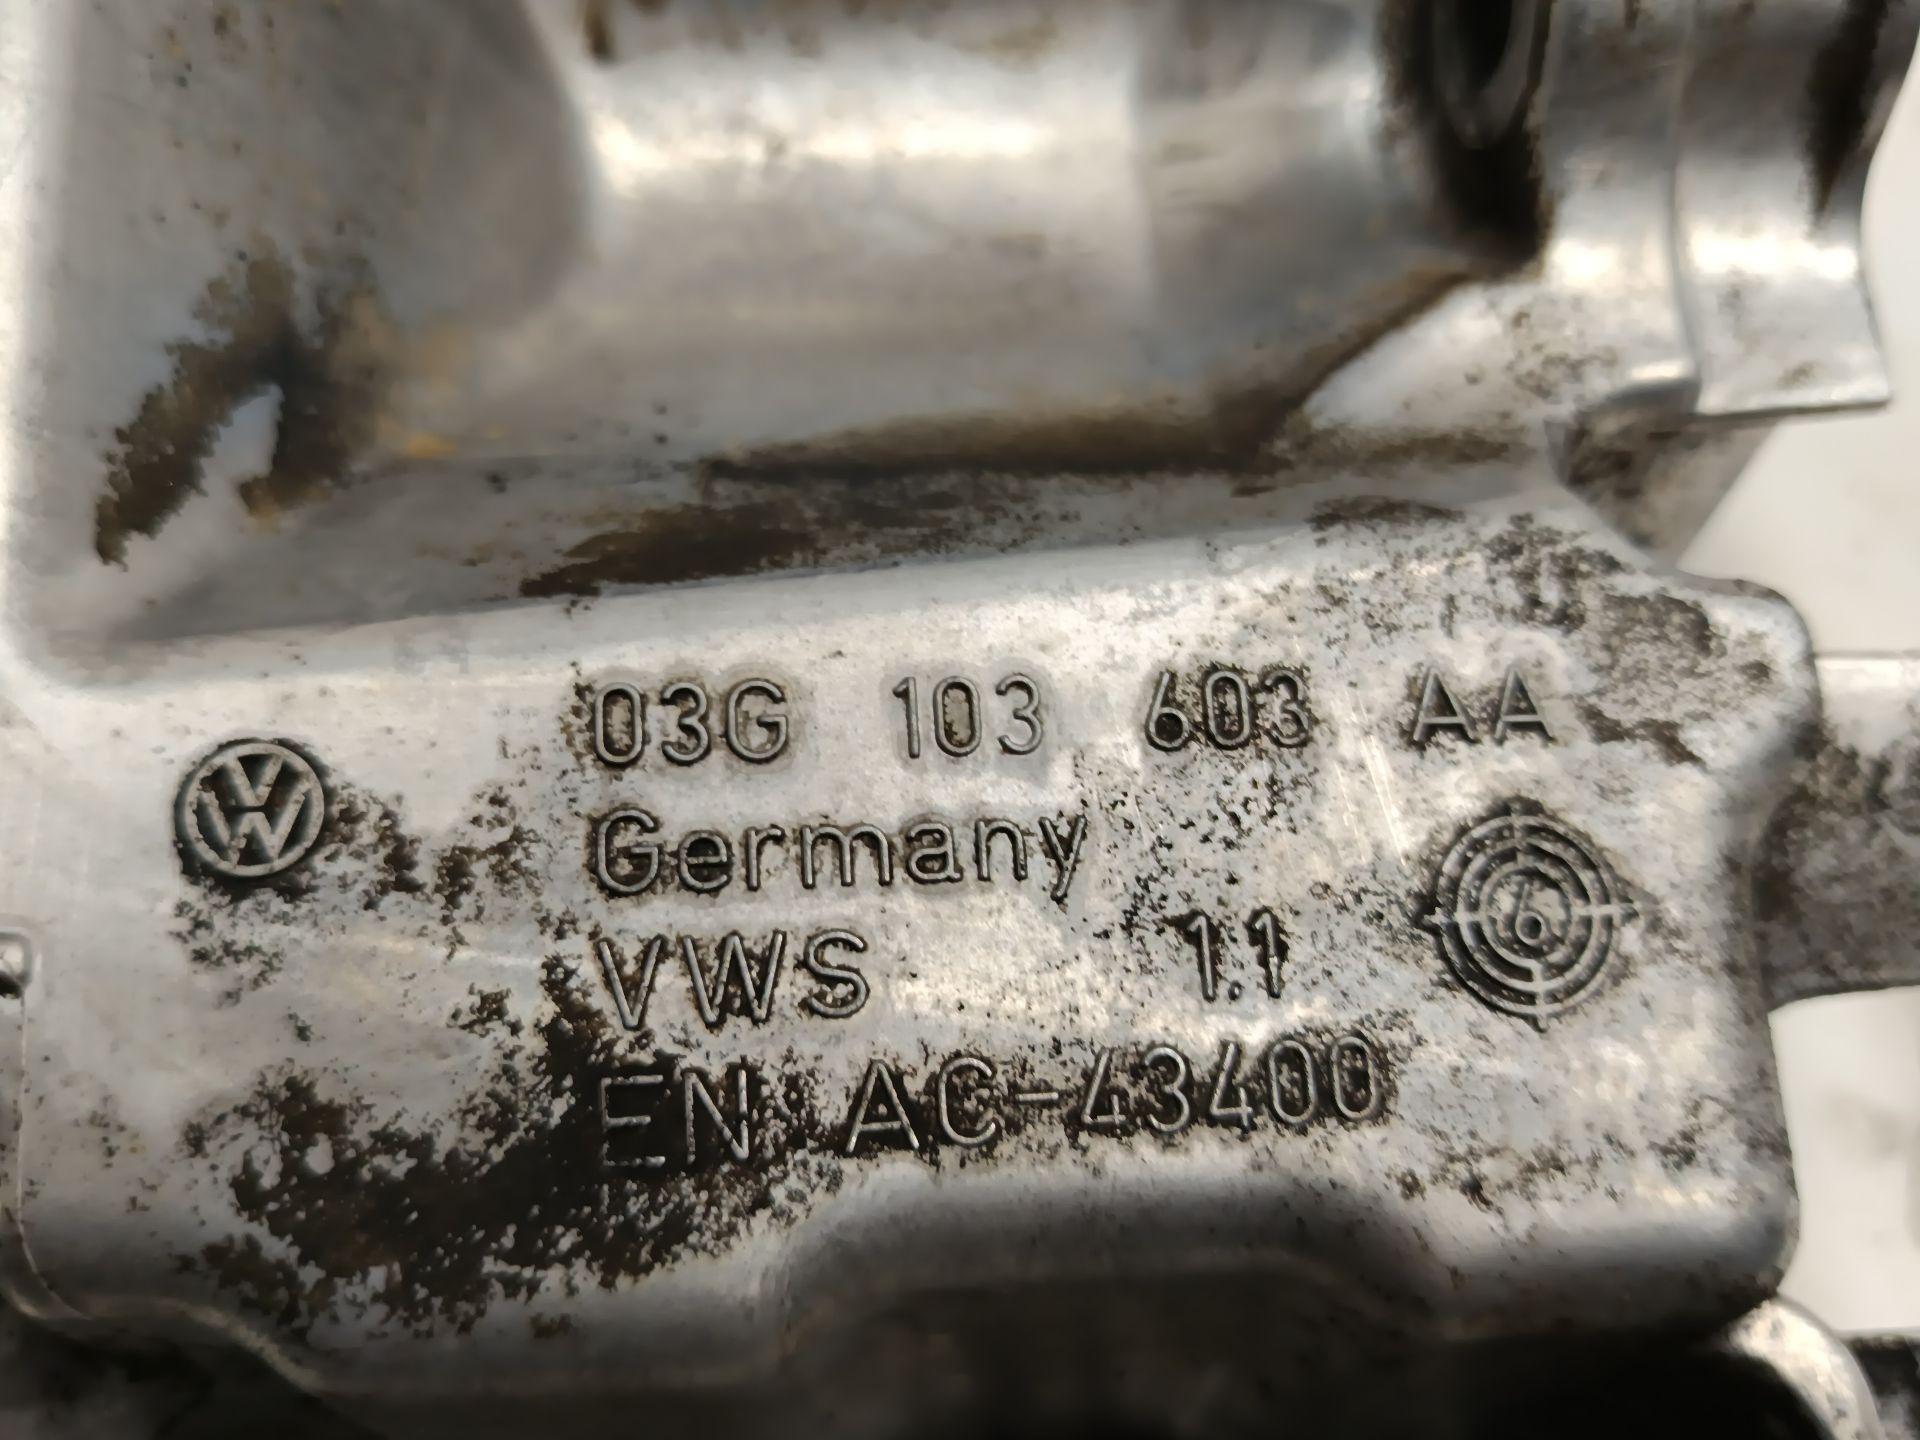 03G 103 603 AA
VW
Germany
6
VWS 1.1
EN AC-43400